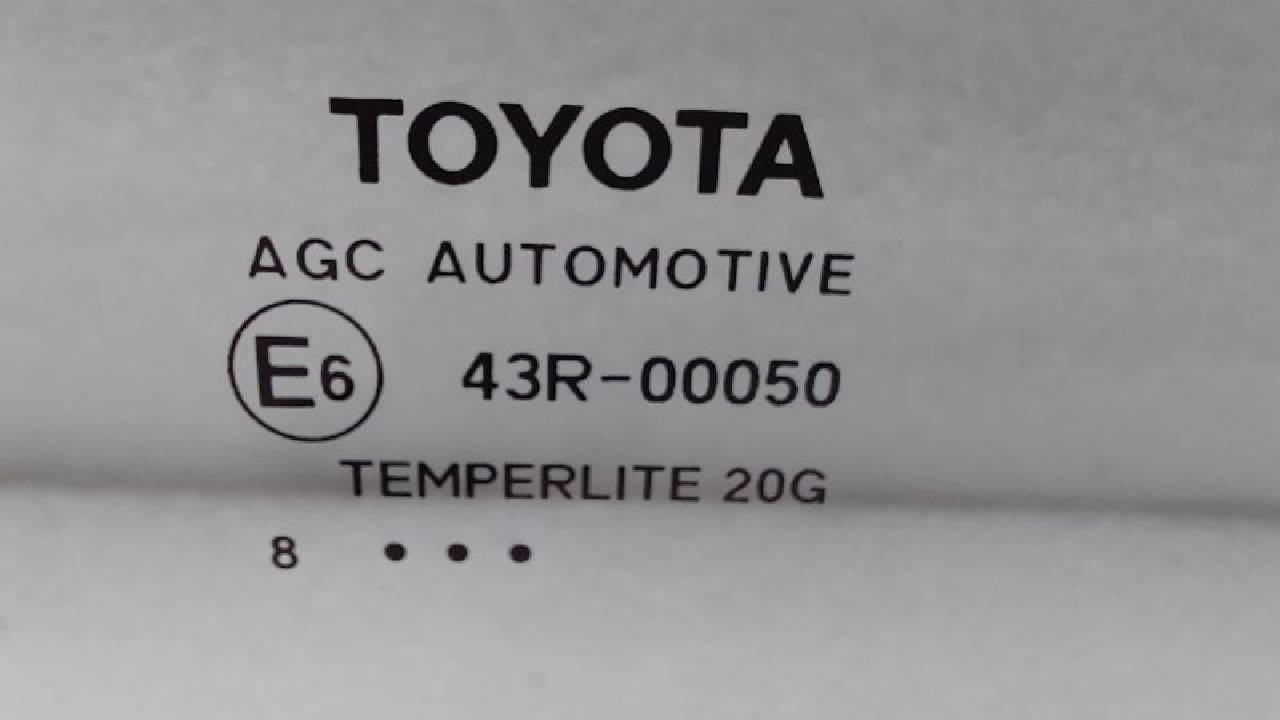 TOYOTA
AGC AUTOMOTIVE
E6 43R-00050
TEMPERLITE 20G
8 • • •